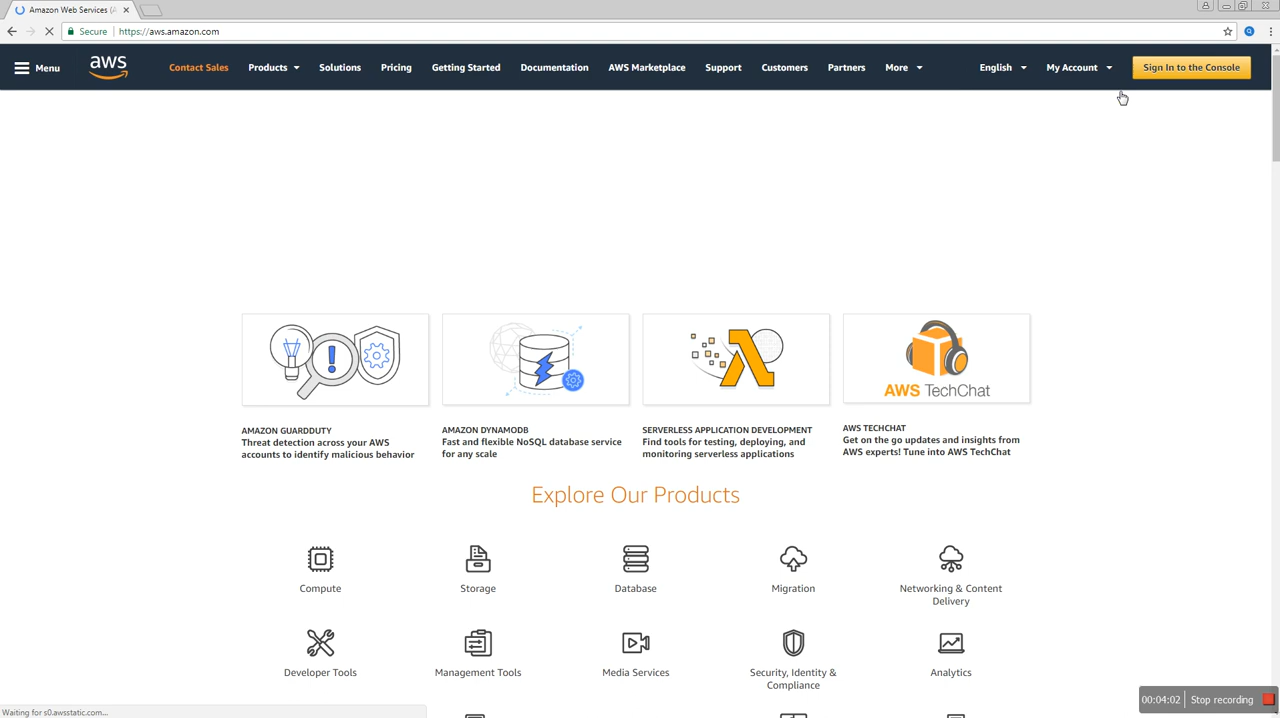 Amazon Web Services (A
Secure https://aws.amazon.com
Menu aws Contact Sales Products Solutions Pricing Getting Started Documentation AWS Marketplace Support Customers Partners More English My Account Sign In to the Console
AWS TechChat
AMAZON GUARDDUTY
Threat detection across your AWS
accounts to identify malicious behavior
AMAZON DYNAMODB
Fast and flexible NoSQL database service
for any scale
SERVERLESS APPLICATION DEVELOPMENT
Find tools for testing, deploying, and
monitoring serverless applications
AWS TECHCHAT
Get on the go updates and insights from
AWS experts! Tune into AWS TechChat
Explore Our Products
Compute
Storage
Database
Migration
Networking & Content
Delivery
Developer Tools
Management Tools
Media Services
Security, Identity &
Compliance
Analytics
00:04:02 Stop recording
Waiting for s0.awsstatic.com...